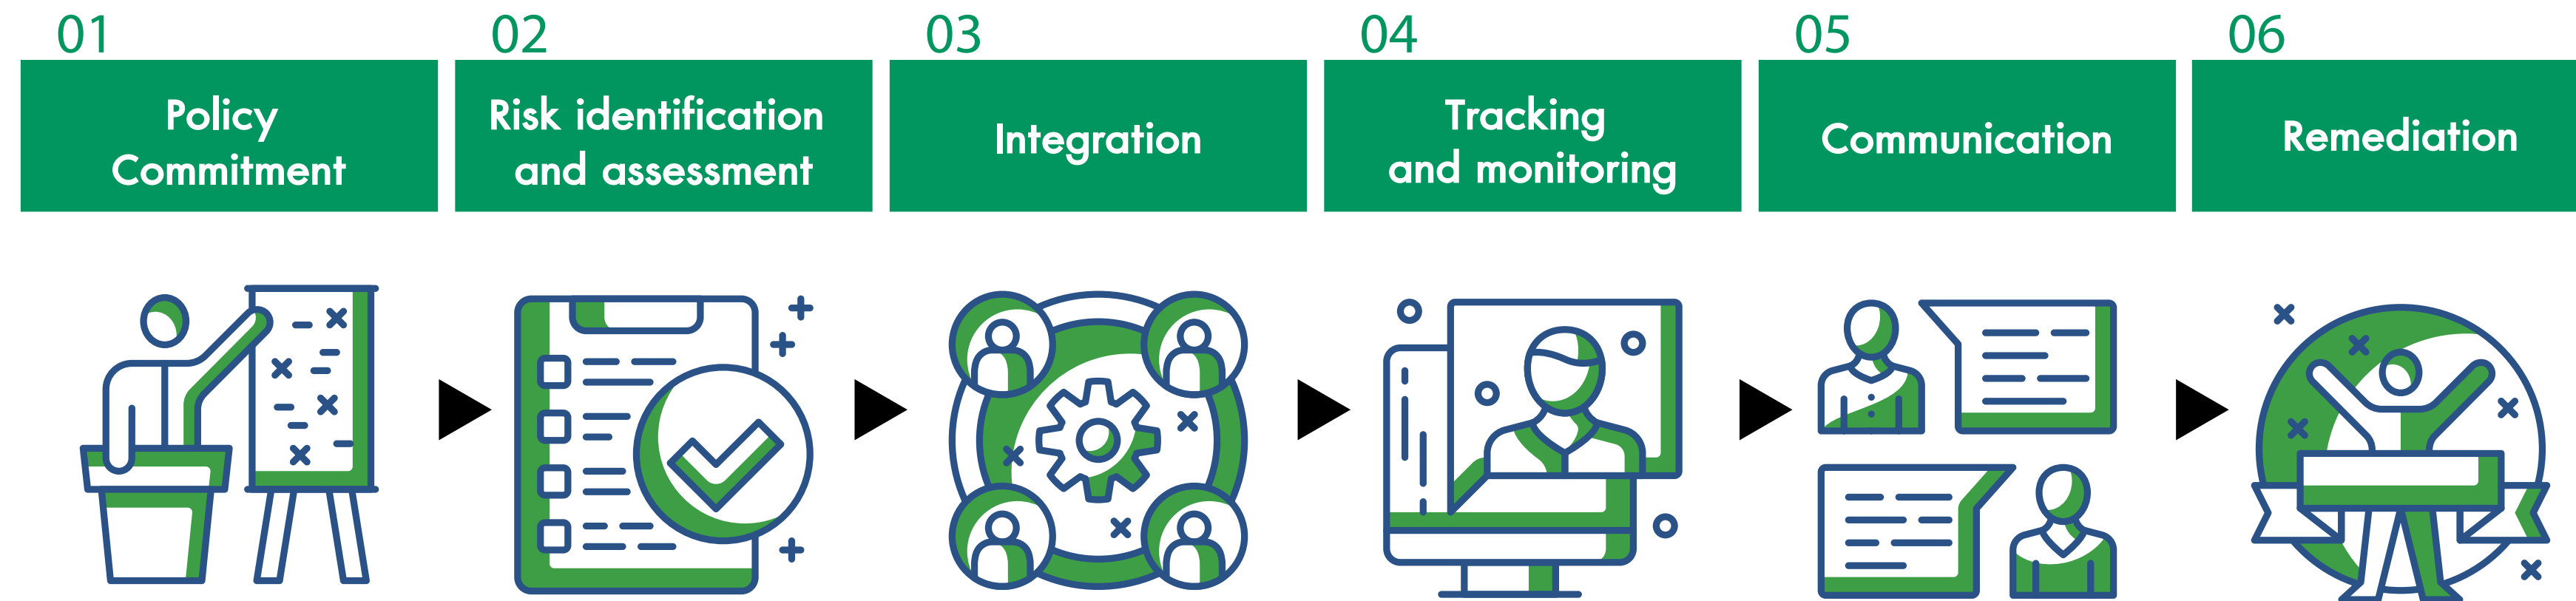 01
Policy
Commitment
02
Risk identification
and assessment
03
Integration
04
Tracking
and monitoring
05
Communication
06
Remediation